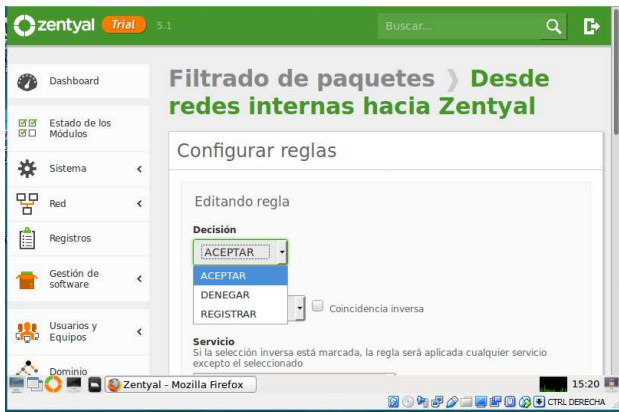 zentyal Trial 5.1
Buscar...
Dashboard
Estado de los
Módulos
Sistema
Red
Registros
Gestión de
software
Usuarios y
Equipos
Dominio
Filtrado de paquetes ❯ Desde
redes internas hacia Zentyal
Configurar reglas
Editando regla
Decisión
ACEPTAR
ACEPTAR
DENEGAR
REGISTRAR
Coincidencia inversa
Servicio
Si la selección inversa está marcada, la regla será aplicada cualquier servicio
excepto el seleccionado
Zentyal - Mozilla Firefox
15:20
CTRL DERECHA